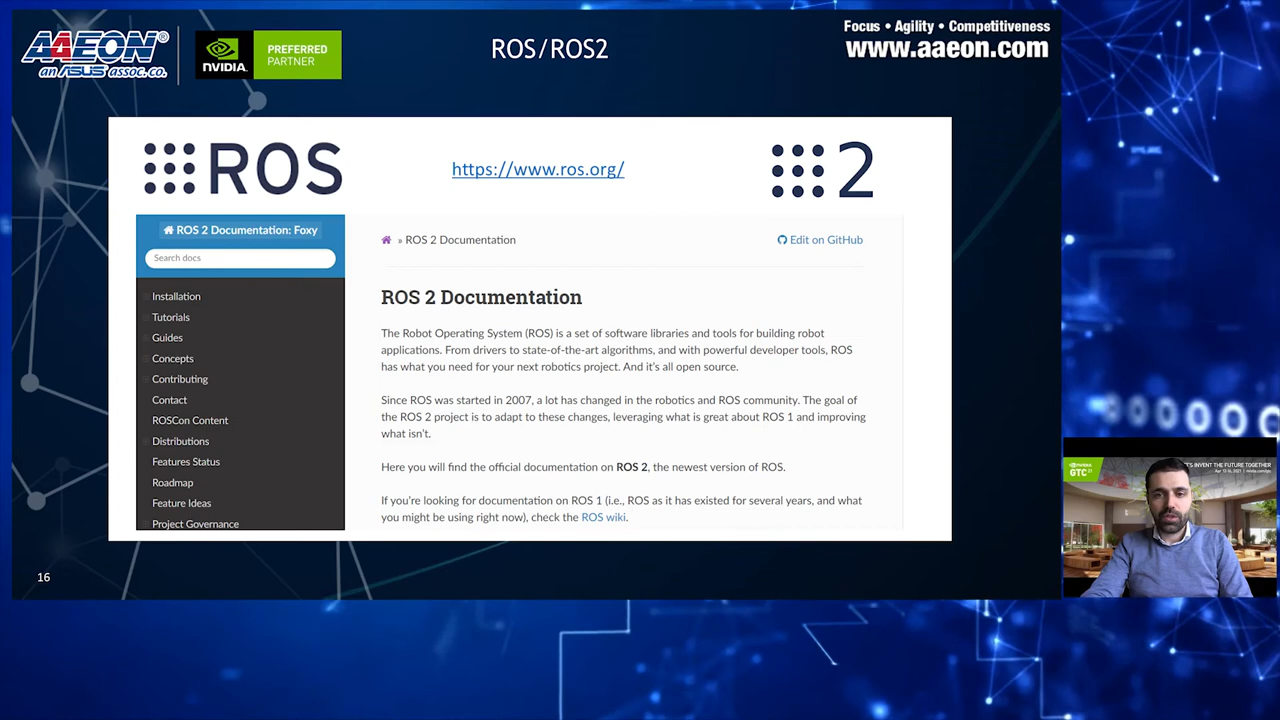 AAEON®
an ASUS assoc. co.
NVIDIA.
PREFERRED
PARTNER
ROS/ROS2
Focus • Agility • Competitiveness
www.aaeon.com
ROS
https://www.ros.org/
2
ROS 2 Documentation: Foxy
Search docs
Installation
Tutorials
Guides
Concepts
Contributing
Contact
ROSCon Content
Distributions
Features Status
Roadmap
Feature Ideas
Project Governance
» ROS 2 Documentation
Edit on GitHub
ROS 2 Documentation
The Robot Operating System (ROS) is a set of software libraries and tools for building robot
applications. From drivers to state-of-the-art algorithms, and with powerful developer tools, ROS
has what you need for your next robotics project. And it's all open source.
Since ROS was started in 2007, a lot has changed in the robotics and ROS community. The goal of
the ROS 2 project is to adapt to these changes, leveraging what is great about ROS 1 and improving
what isn't.
Here you will find the official documentation on ROS 2, the newest version of ROS.
If you're looking for documentation on ROS 1 (i.e., ROS as it has existed for several years, and what
you might be using right now), check the ROS wiki.
16
NVIDIA
GTC
INVENT THE FUTURE TOGETHER